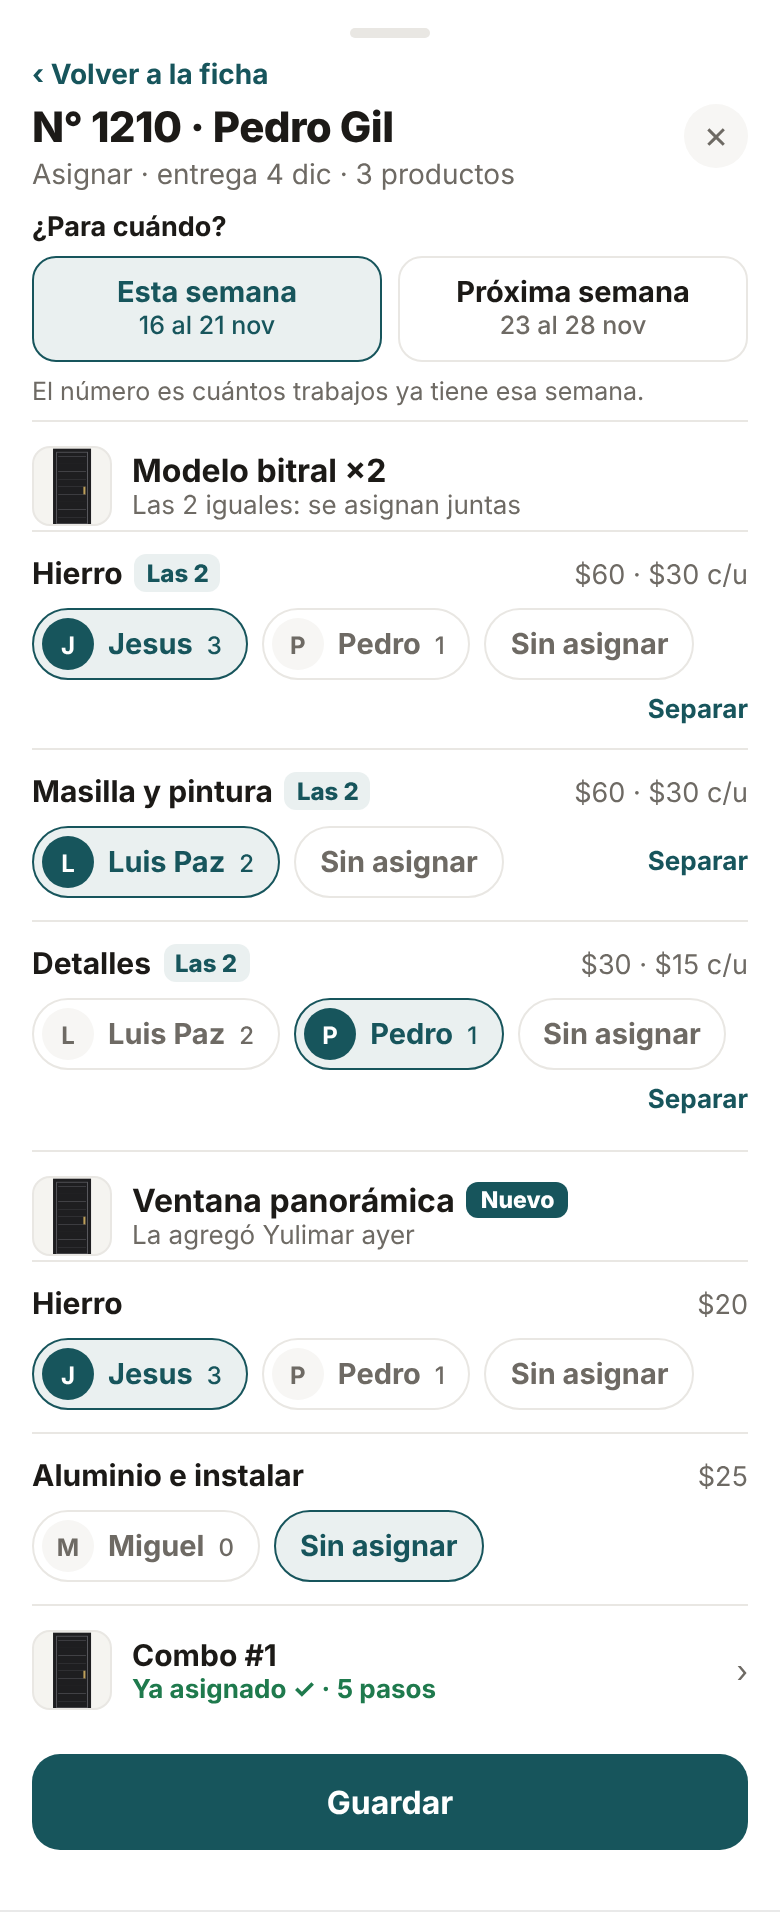 ‹ Volver a la ficha
N° 1210 · Pedro Gil
×
Asignar · entrega 4 dic · 3 productos
¿Para cuándo?
Esta semana
16 al 21 nov
Próxima semana
23 al 28 nov
El número es cuántos trabajos ya tiene esa semana.
Modelo bitral ×2
Las 2 iguales: se asignan juntas
Hierro Las 2 $60 · $30 c/u
J Jesus 3 P Pedro 1 Sin asignar
Separar
Masilla y pintura Las 2 $60 · $30 c/u
L Luis Paz 2 Sin asignar Separar
Detalles Las 2 $30 · $15 c/u
L Luis Paz 2 P Pedro 1 Sin asignar
Separar
Ventana panorámica Nuevo
La agregó Yulimar ayer
Hierro $20
J Jesus 3 P Pedro 1 Sin asignar
Aluminio e instalar $25
M Miguel 0 Sin asignar
Combo #1
Ya asignado ✓ · 5 pasos ›
Guardar